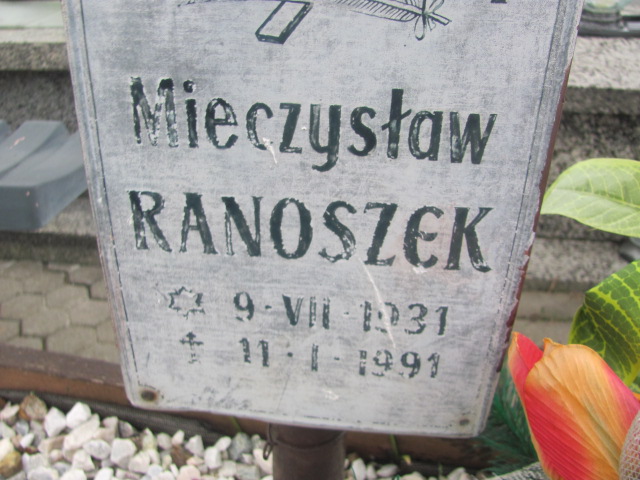 Mieczysław
RANOSZEK
9-VII-1931
11·I-1991